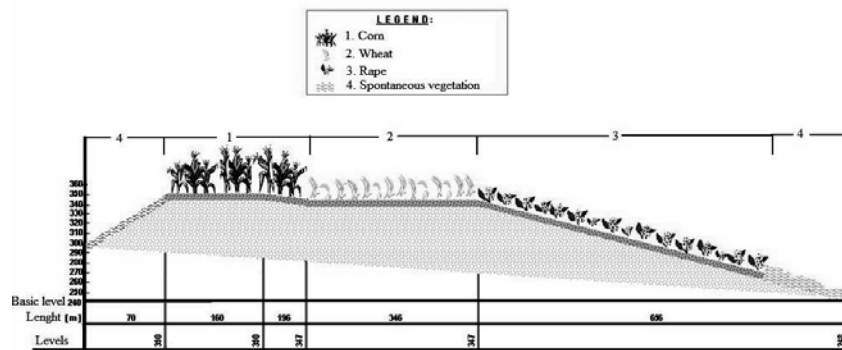 LEGEND:
1. Corn
2. Wheat
3. Rape
4. Spontaneous vegetation
4 1 2 3 4
360
350
340
330
320
310
300
290
280
270
260
250
Basic level 240
Lenght (m) 70 160 196 346 696
Levels 300 300 347 347